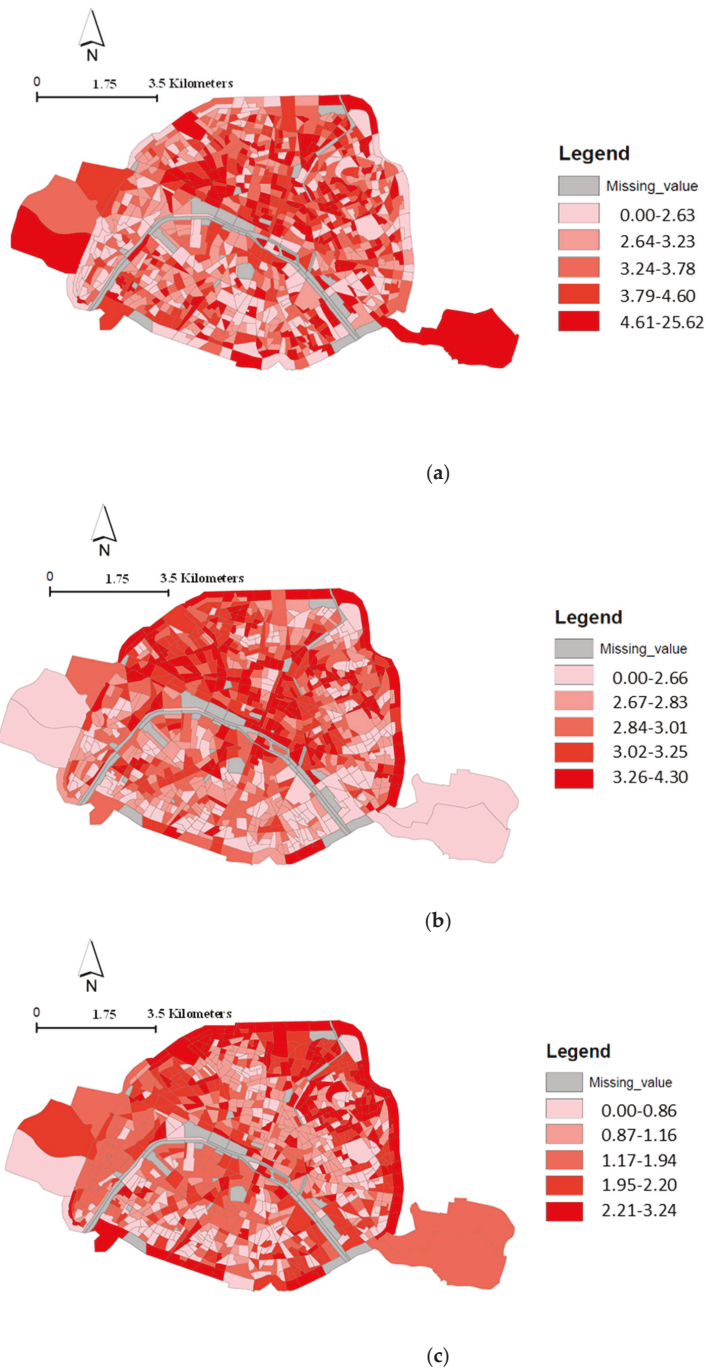 N
0 1.75 3.5 Kilometers
Legend
Missing_value
0.00-2.63
2.64-3.23
3.24-3.78
3.79-4.60
4.61-25.62
(a)
N
0 1.75 3.5 Kilometers
Legend
Missing_value
0.00-2.66
2.67-2.83
2.84-3.01
3.02-3.25
3.26-4.30
(b)
N
0 1.75 3.5 Kilometers
Legend
Missing_value
0.00-0.86
0.87-1.16
1.17-1.94
1.95-2.20
2.21-3.24
(c)